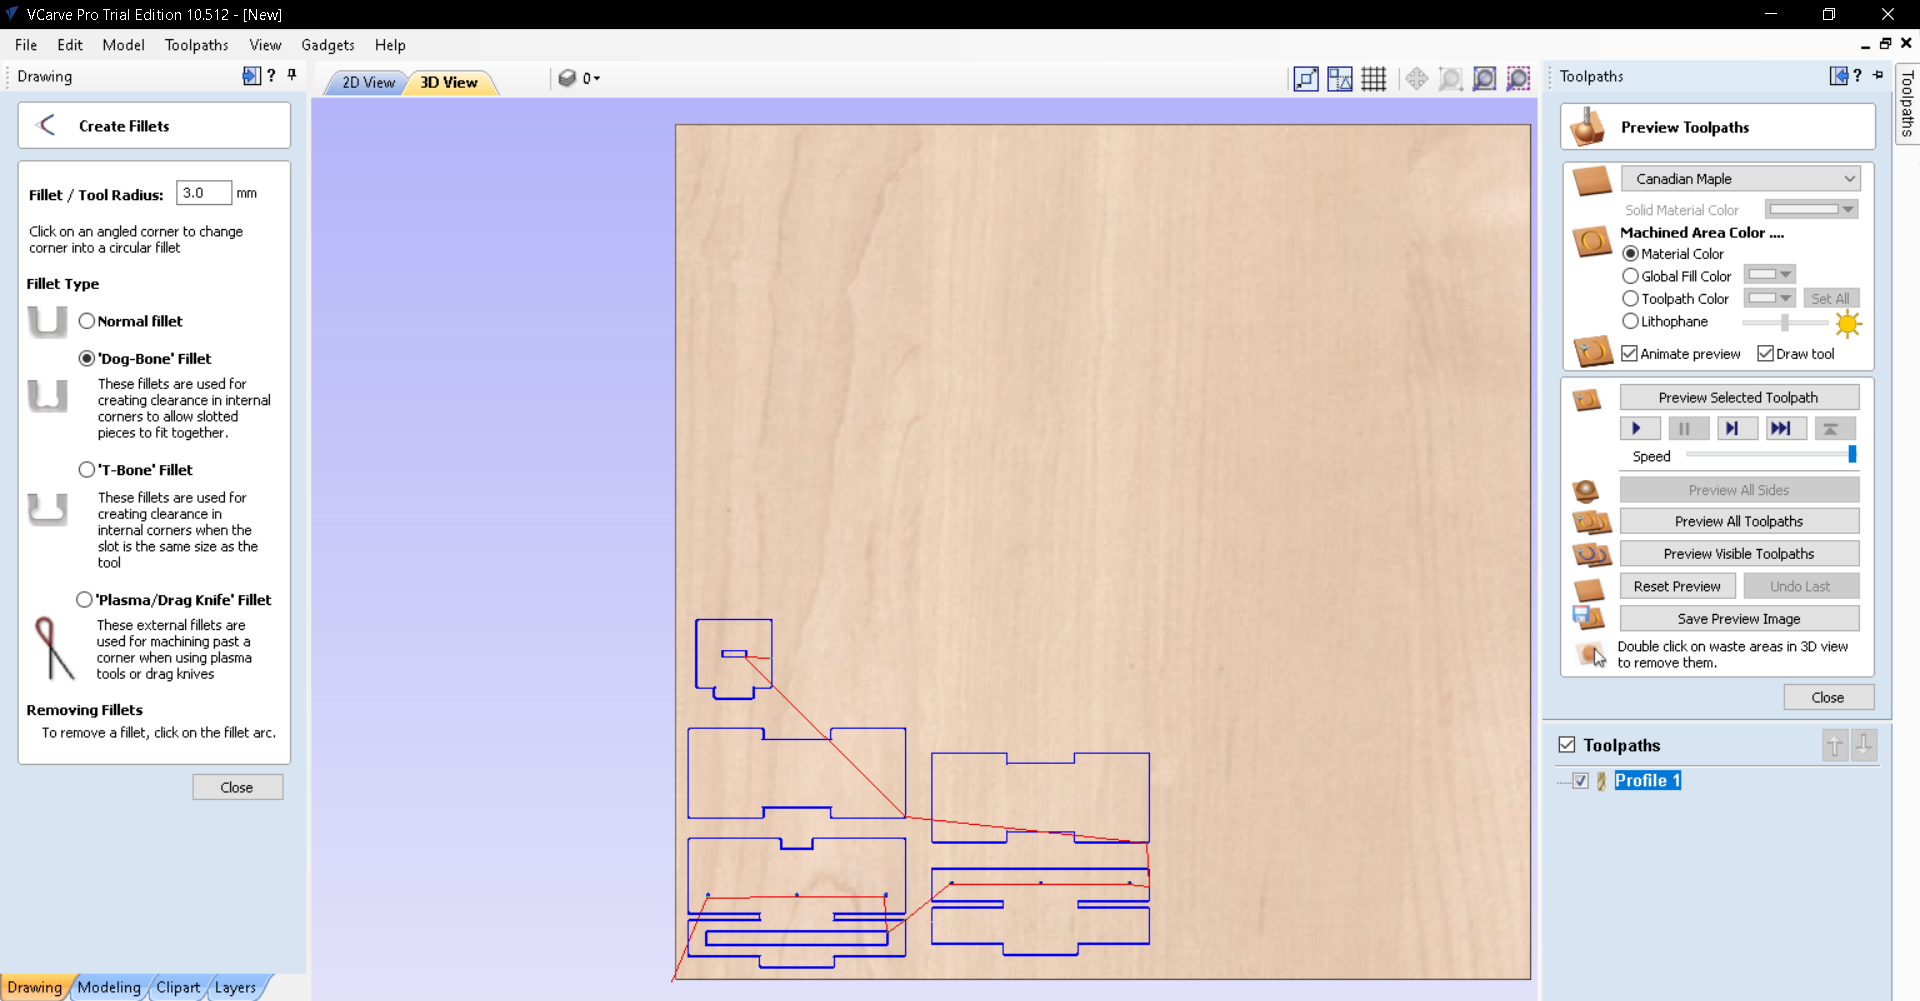 VCarve Pro Trial Edition 10.512 - [New]
File Edit Model Toolpaths View Gadgets Help
Drawing
?
Create Fillets
Fillet / Tool Radius: 3.0 mm
Click on an angled corner to change
corner into a circular fillet
Fillet Type
Normal fillet
'Dog-Bone' Fillet
These fillets are used for
creating clearance in internal
corners to allow slotted
pieces to fit together.
'T-Bone' Fillet
These fillets are used for
creating clearance in
internal corners when the
slot is the same size as the
tool
'Plasma/Drag Knife' Fillet
These external fillets are
used for machining past a
corner when using plasma
tools or drag knives
Removing Fillets
To remove a fillet, click on the fillet arc.
Close
Drawing Modeling Clipart Layers
2D View 3D View 0
Toolpaths
?
Toolpaths
Preview Toolpaths
Canadian Maple
Solid Material Color
Machined Area Color ....
Material Color
Global Fill Color
Toolpath Color Set All
Lithophane
Animate preview Draw tool
Preview Selected Toolpath
Speed
Preview All Sides
Preview All Toolpaths
Preview Visible Toolpaths
Reset Preview Undo Last
Save Preview Image
Double click on waste areas in 3D view
to remove them.
Close
Toolpaths
Profile 1